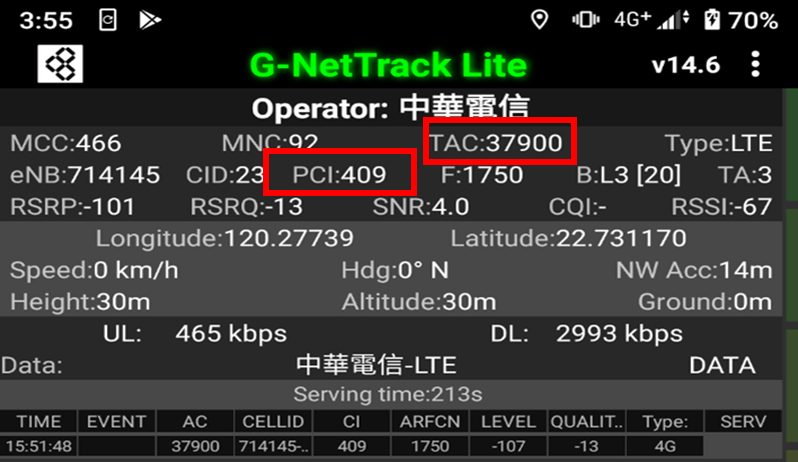 3:55 4G+ 70%
G-NetTrack Lite v14.6
Operator: 中華電信
MCC:466 MNC:92 TAC:37900 Type:LTE
eNB:714145 CID:23 PCI:409 F:1750 B:L3 [20] TA:3
RSRP:-101 RSRQ:-13 SNR:4.0 CQI:- RSSI:-67
Longitude:120.27739 Latitude:22.731170
Speed:0 km/h Hdg:0° N NW Acc:14m
Height:30m Altitude:30m Ground:0m
UL: 465 kbps DL: 2993 kbps
Data: 中華電信-LTE DATA
Serving time:213s
TIME EVENT AC CELLID CI ARFCN LEVEL QUALIT.. Type: SERV
15:51:48 37900 714145-.. 409 1750 -107 -13 4G